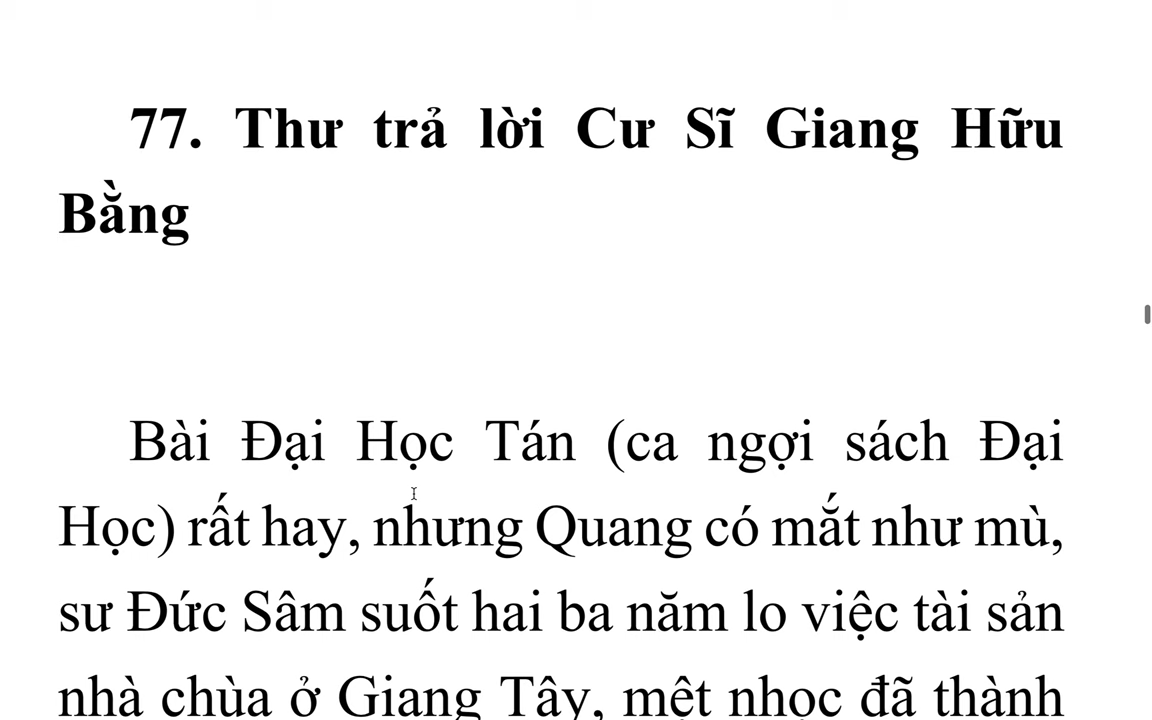 77. Thư trả lời Cư Sĩ Giang Hữu
Bằng
Bài Đại Học Tán (ca ngợi sách Đại
Học) rất hay, nhưng Quang có mắt như mù,
sư Đức Sâm suốt hai ba năm lo việc tài sản
nhà chùa ở Giang Tây, mệt nhọc đã thành